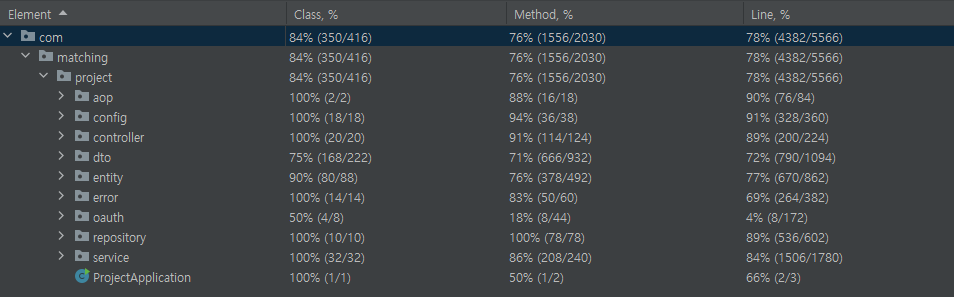 Element Class, % Method, % Line, %
com 84% (350/416) 76% (1556/2030) 78% (4382/5566)
matching 84% (350/416) 76% (1556/2030) 78% (4382/5566)
project 84% (350/416) 76% (1556/2030) 78% (4382/5566)
aop 100% (2/2) 88% (16/18) 90% (76/84)
config 100% (18/18) 94% (36/38) 91% (328/360)
controller 100% (20/20) 91% (114/124) 89% (200/224)
dto 75% (168/222) 71% (666/932) 72% (790/1094)
entity 90% (80/88) 76% (378/492) 77% (670/862)
error 100% (14/14) 83% (50/60) 69% (264/382)
oauth 50% (4/8) 18% (8/44) 4% (8/172)
repository 100% (10/10) 100% (78/78) 89% (536/602)
service 100% (32/32) 86% (208/240) 84% (1506/1780)
ProjectApplication 100% (1/1) 50% (1/2) 66% (2/3)